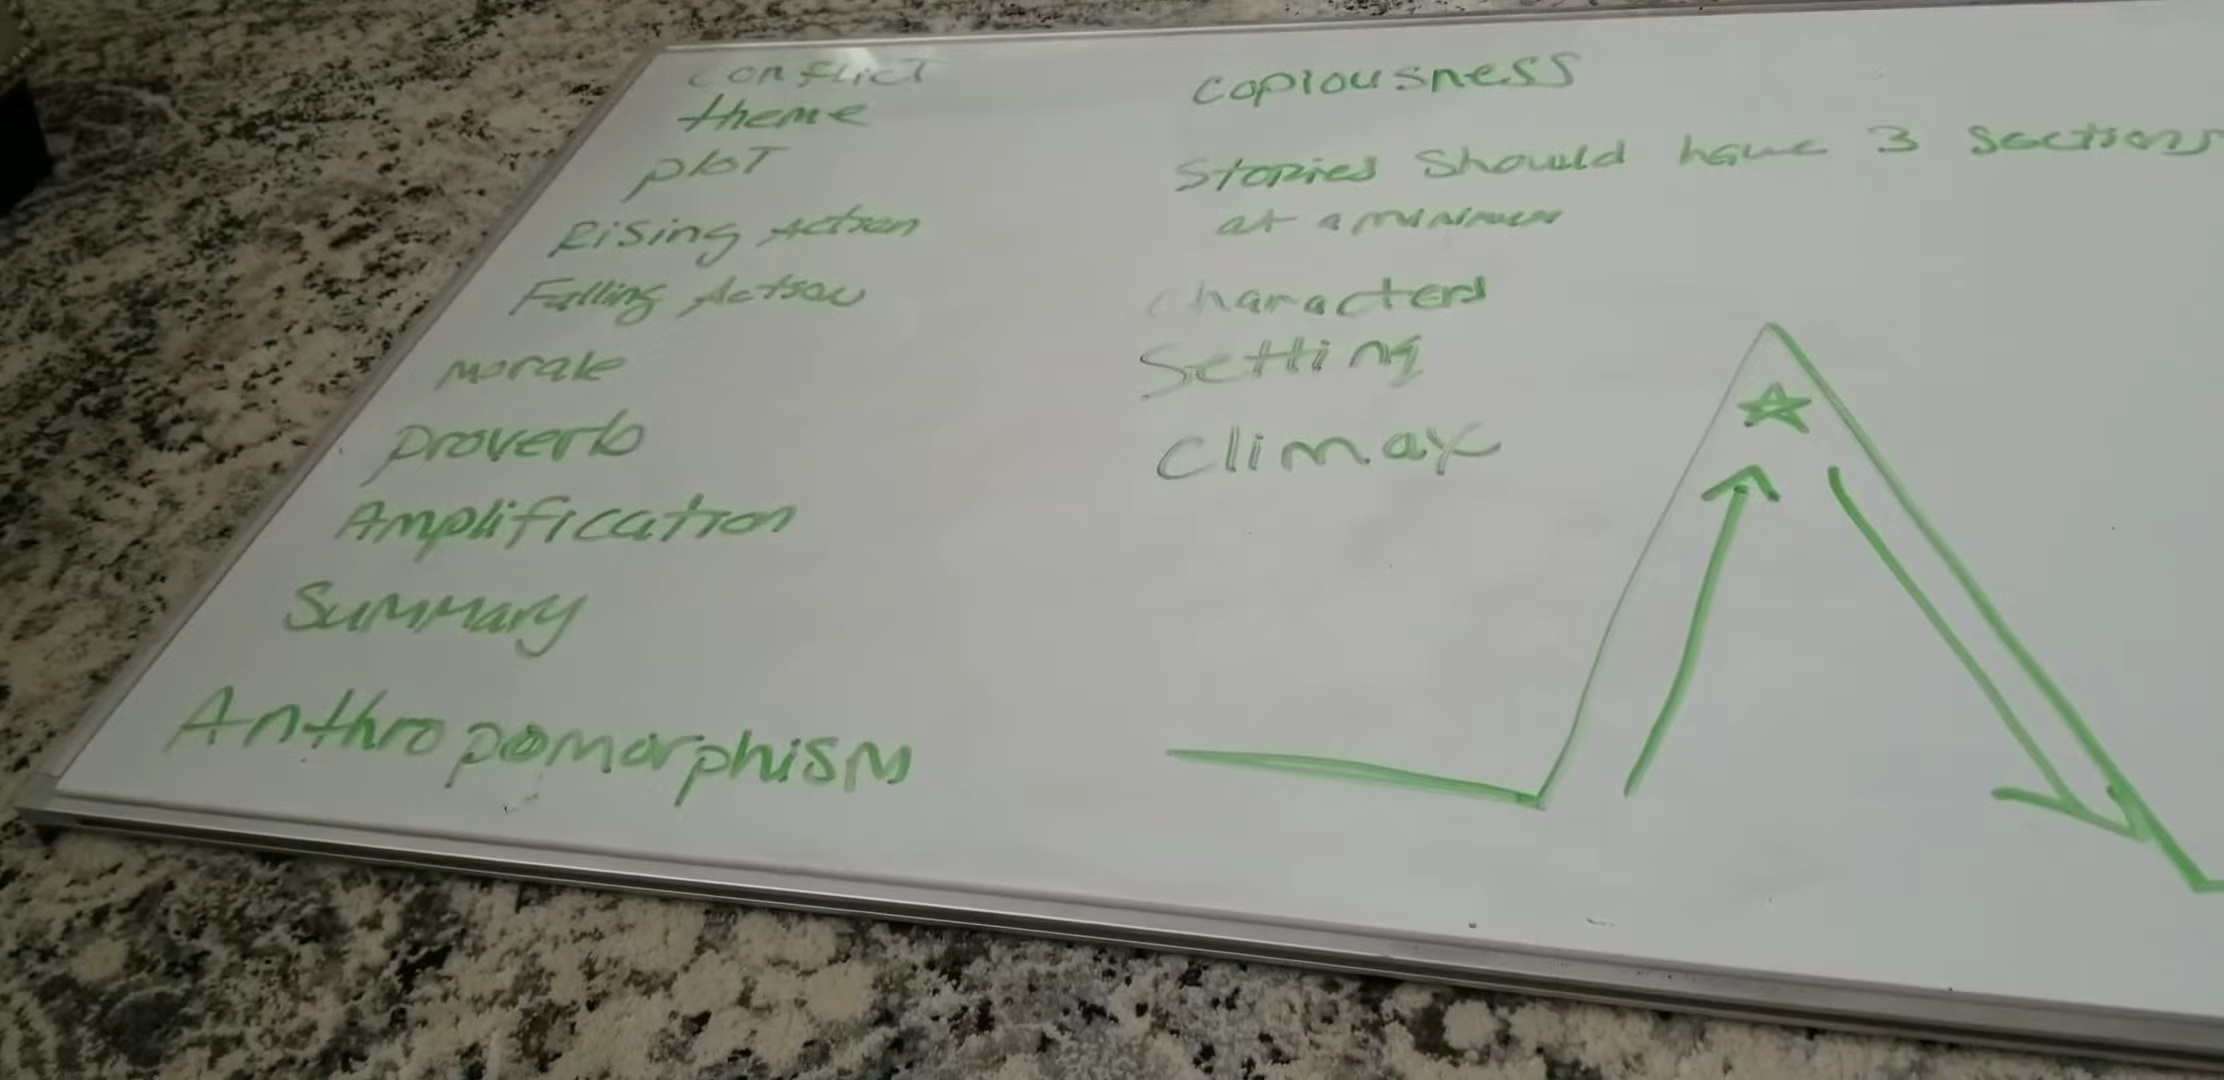 Conflict
theme
plot
Rising Action
Falling Action
Morale
Proverb
Amplification
Summary
Anthropomorphism
Copiousness
Stories Should have 3 Sections
at a minimum
Characters
Setting
Climax